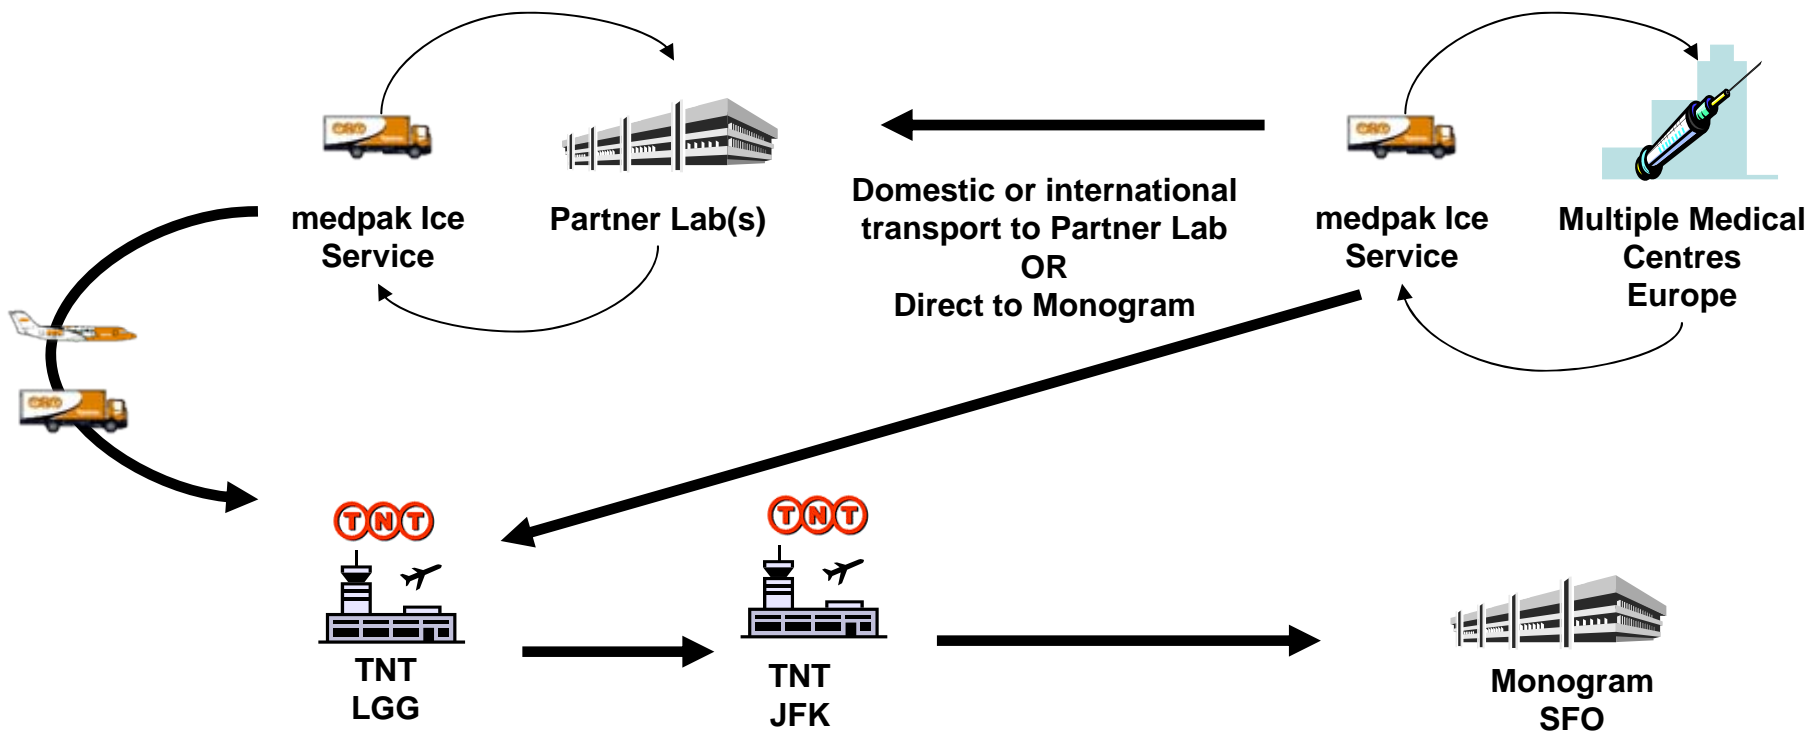 medpak Ice
Service
Partner Lab(s)
Domestic or international
transport to Partner Lab
OR
Direct to Monogram
medpak Ice
Service
Multiple Medical
Centres
Europe
TNT
TNT
LGG
TNT
TNT
JFK
Monogram
SFO